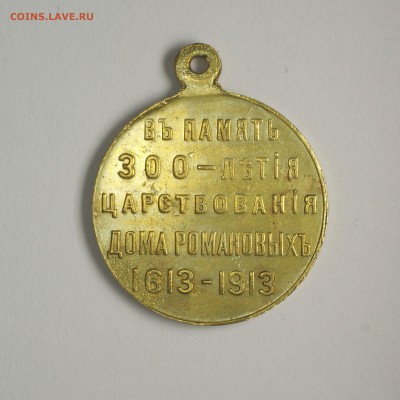 COINS.LAVE.RU
ВЪ ПАМЯТЬ
300-ЛѢТІЯ
ЦАРСТВОВАНІЯ
ДОМА РОМАНОВЫХЪ
1613-1913